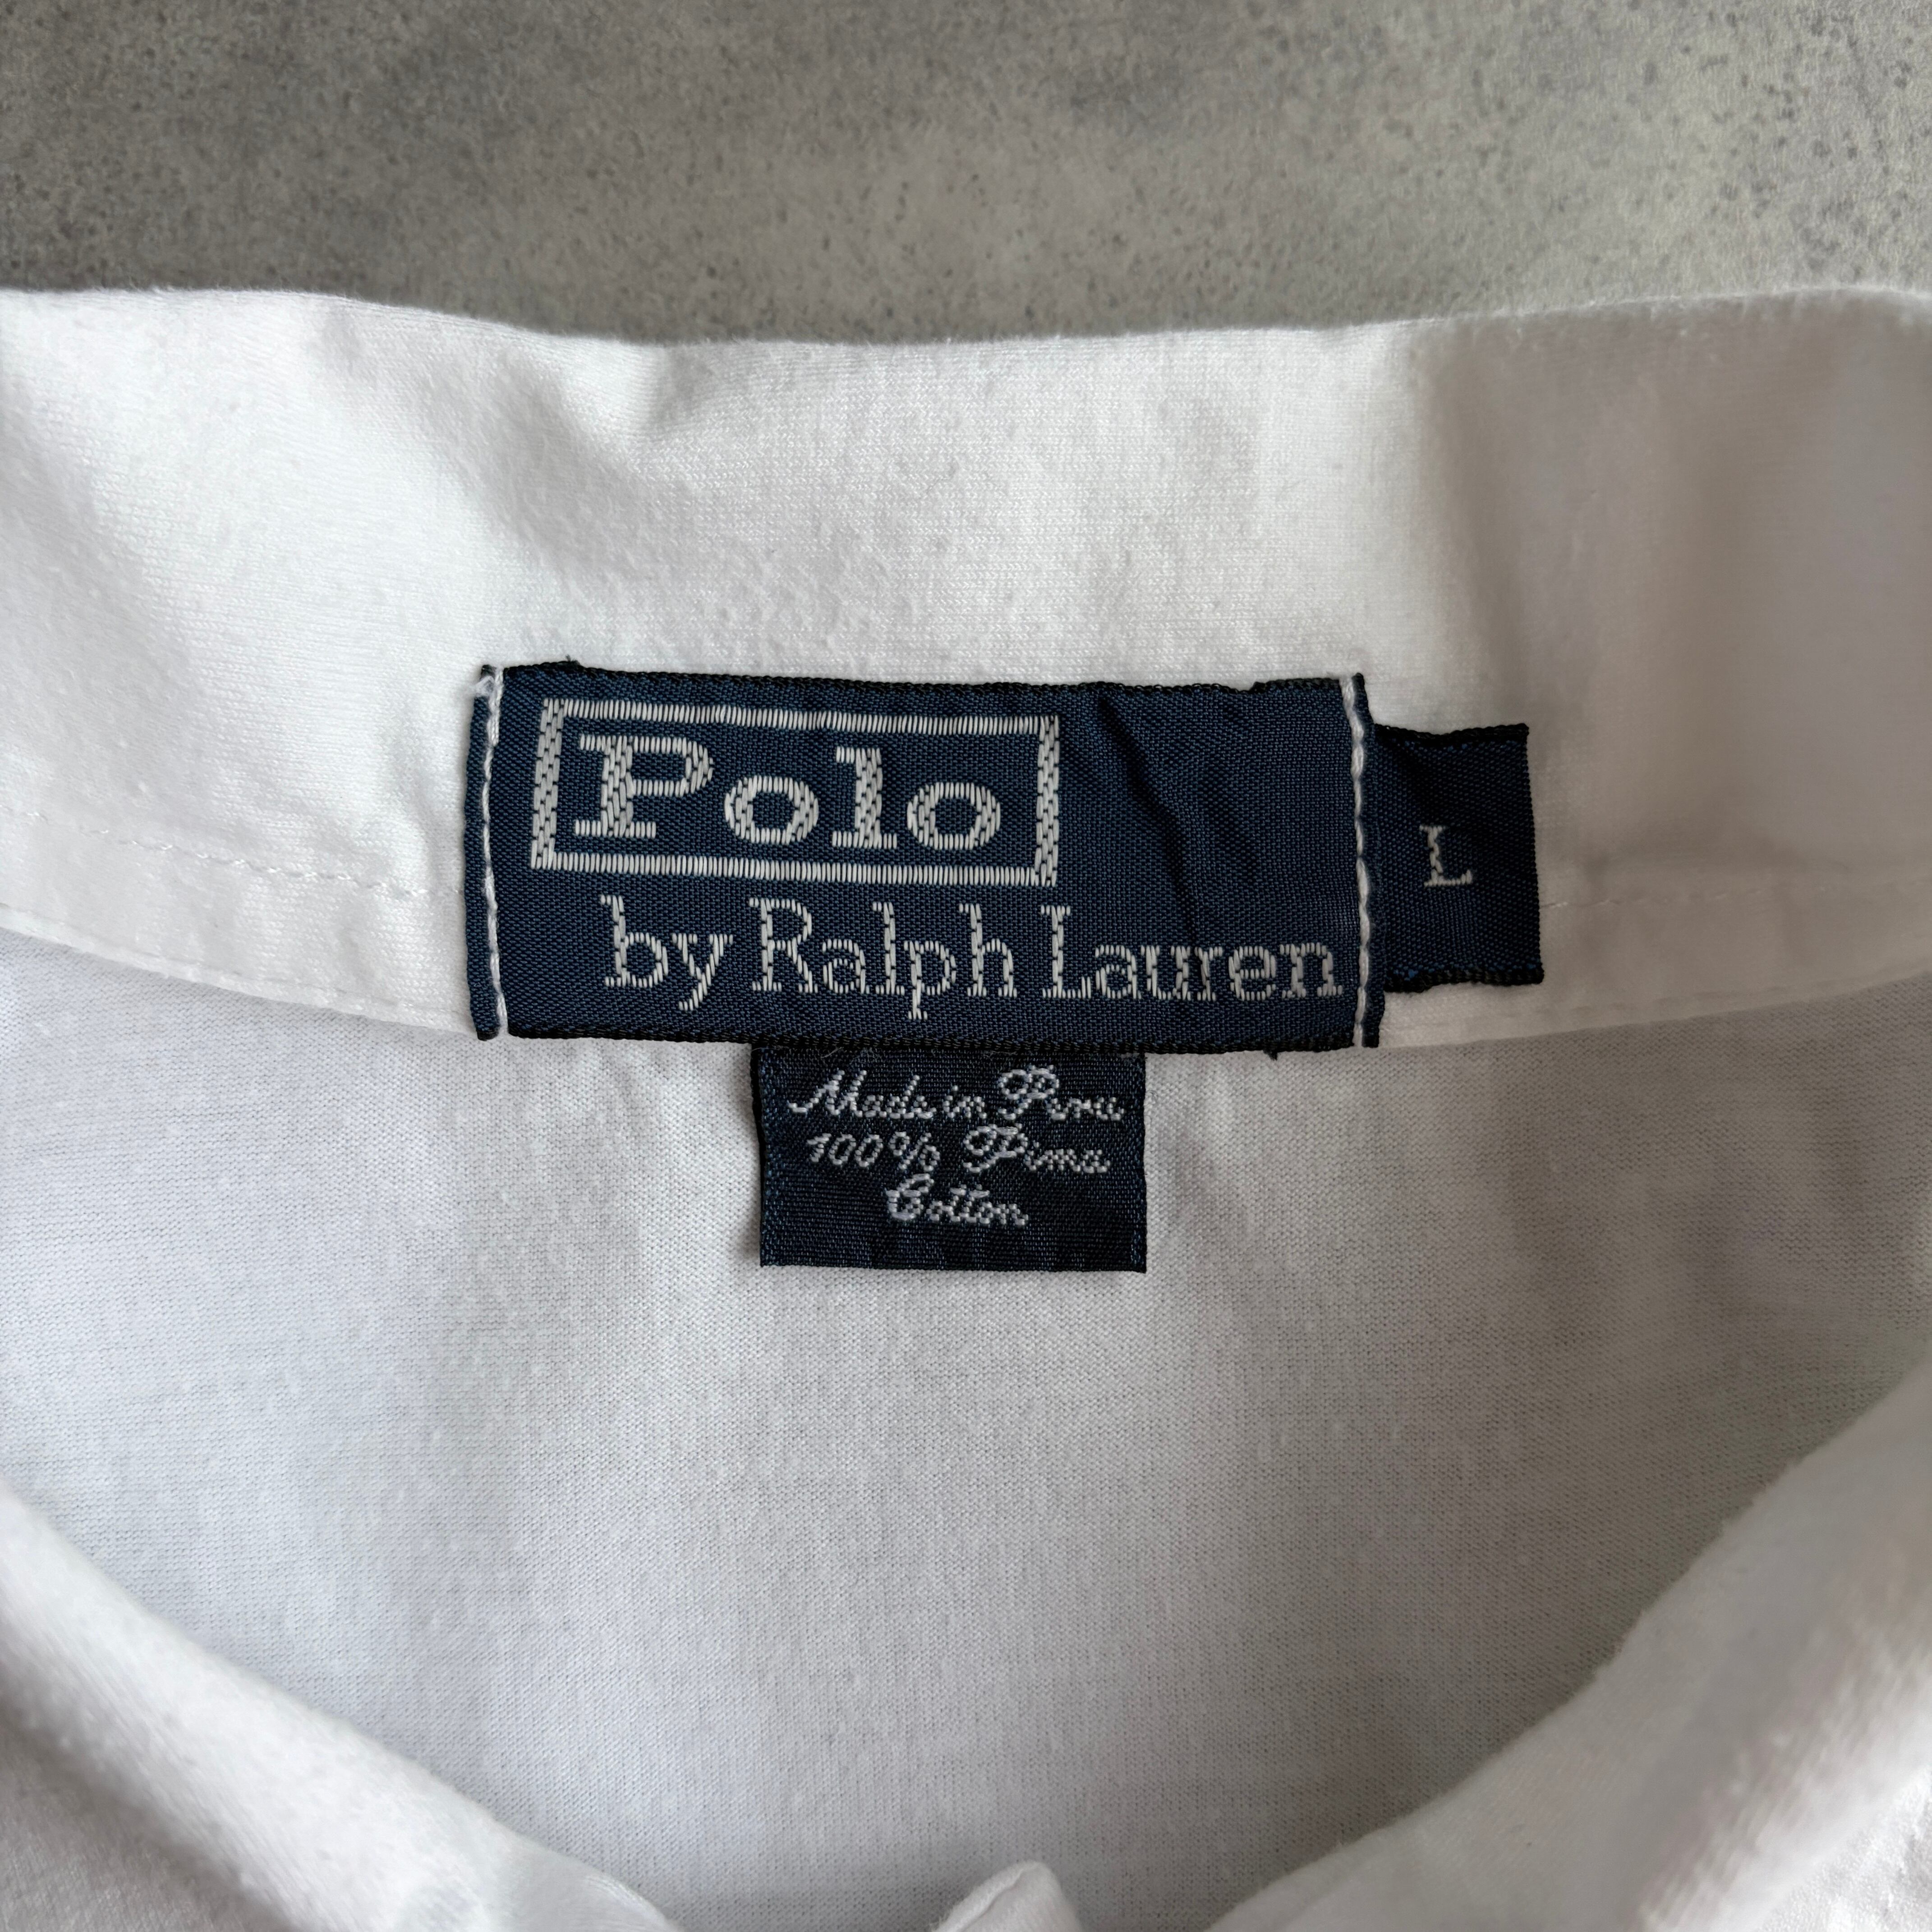 Polo
by Ralph Lauren
L
Made in Peru
100% Pima
Cotton